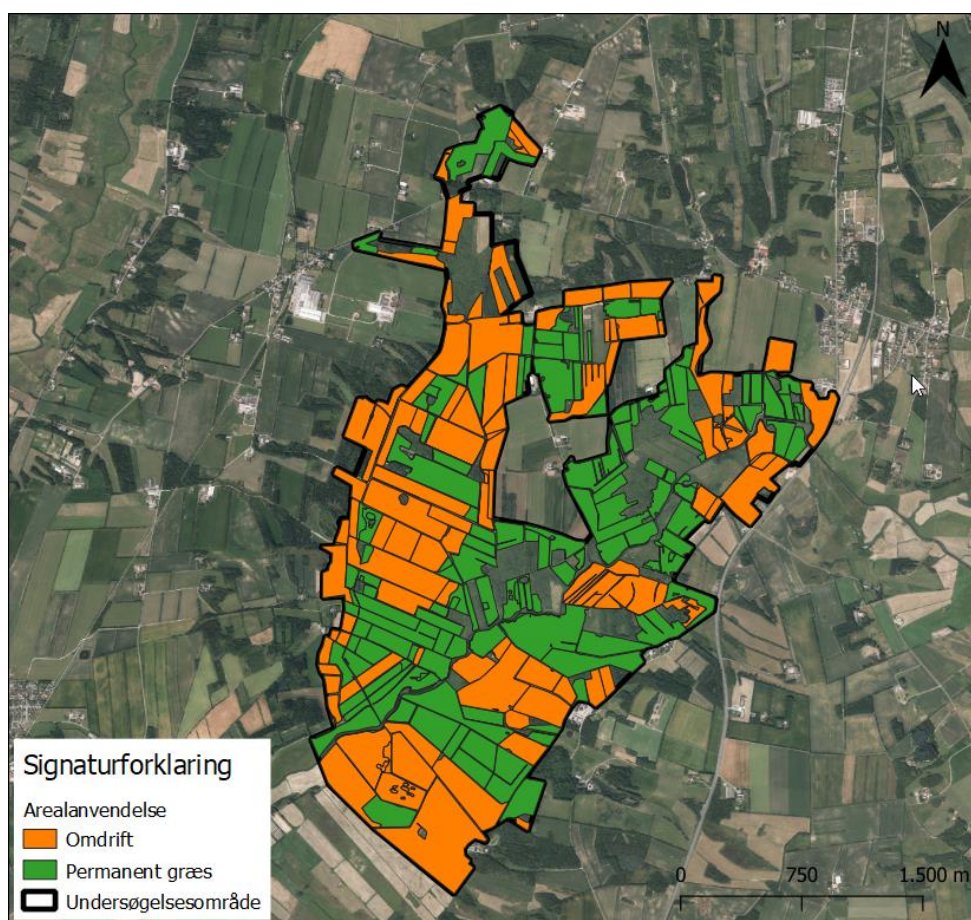 N
Signaturforklaring
Arealanvendelse
Omdrift
Permanent græs
Undersøgelsesområde
0 750 1.500 m